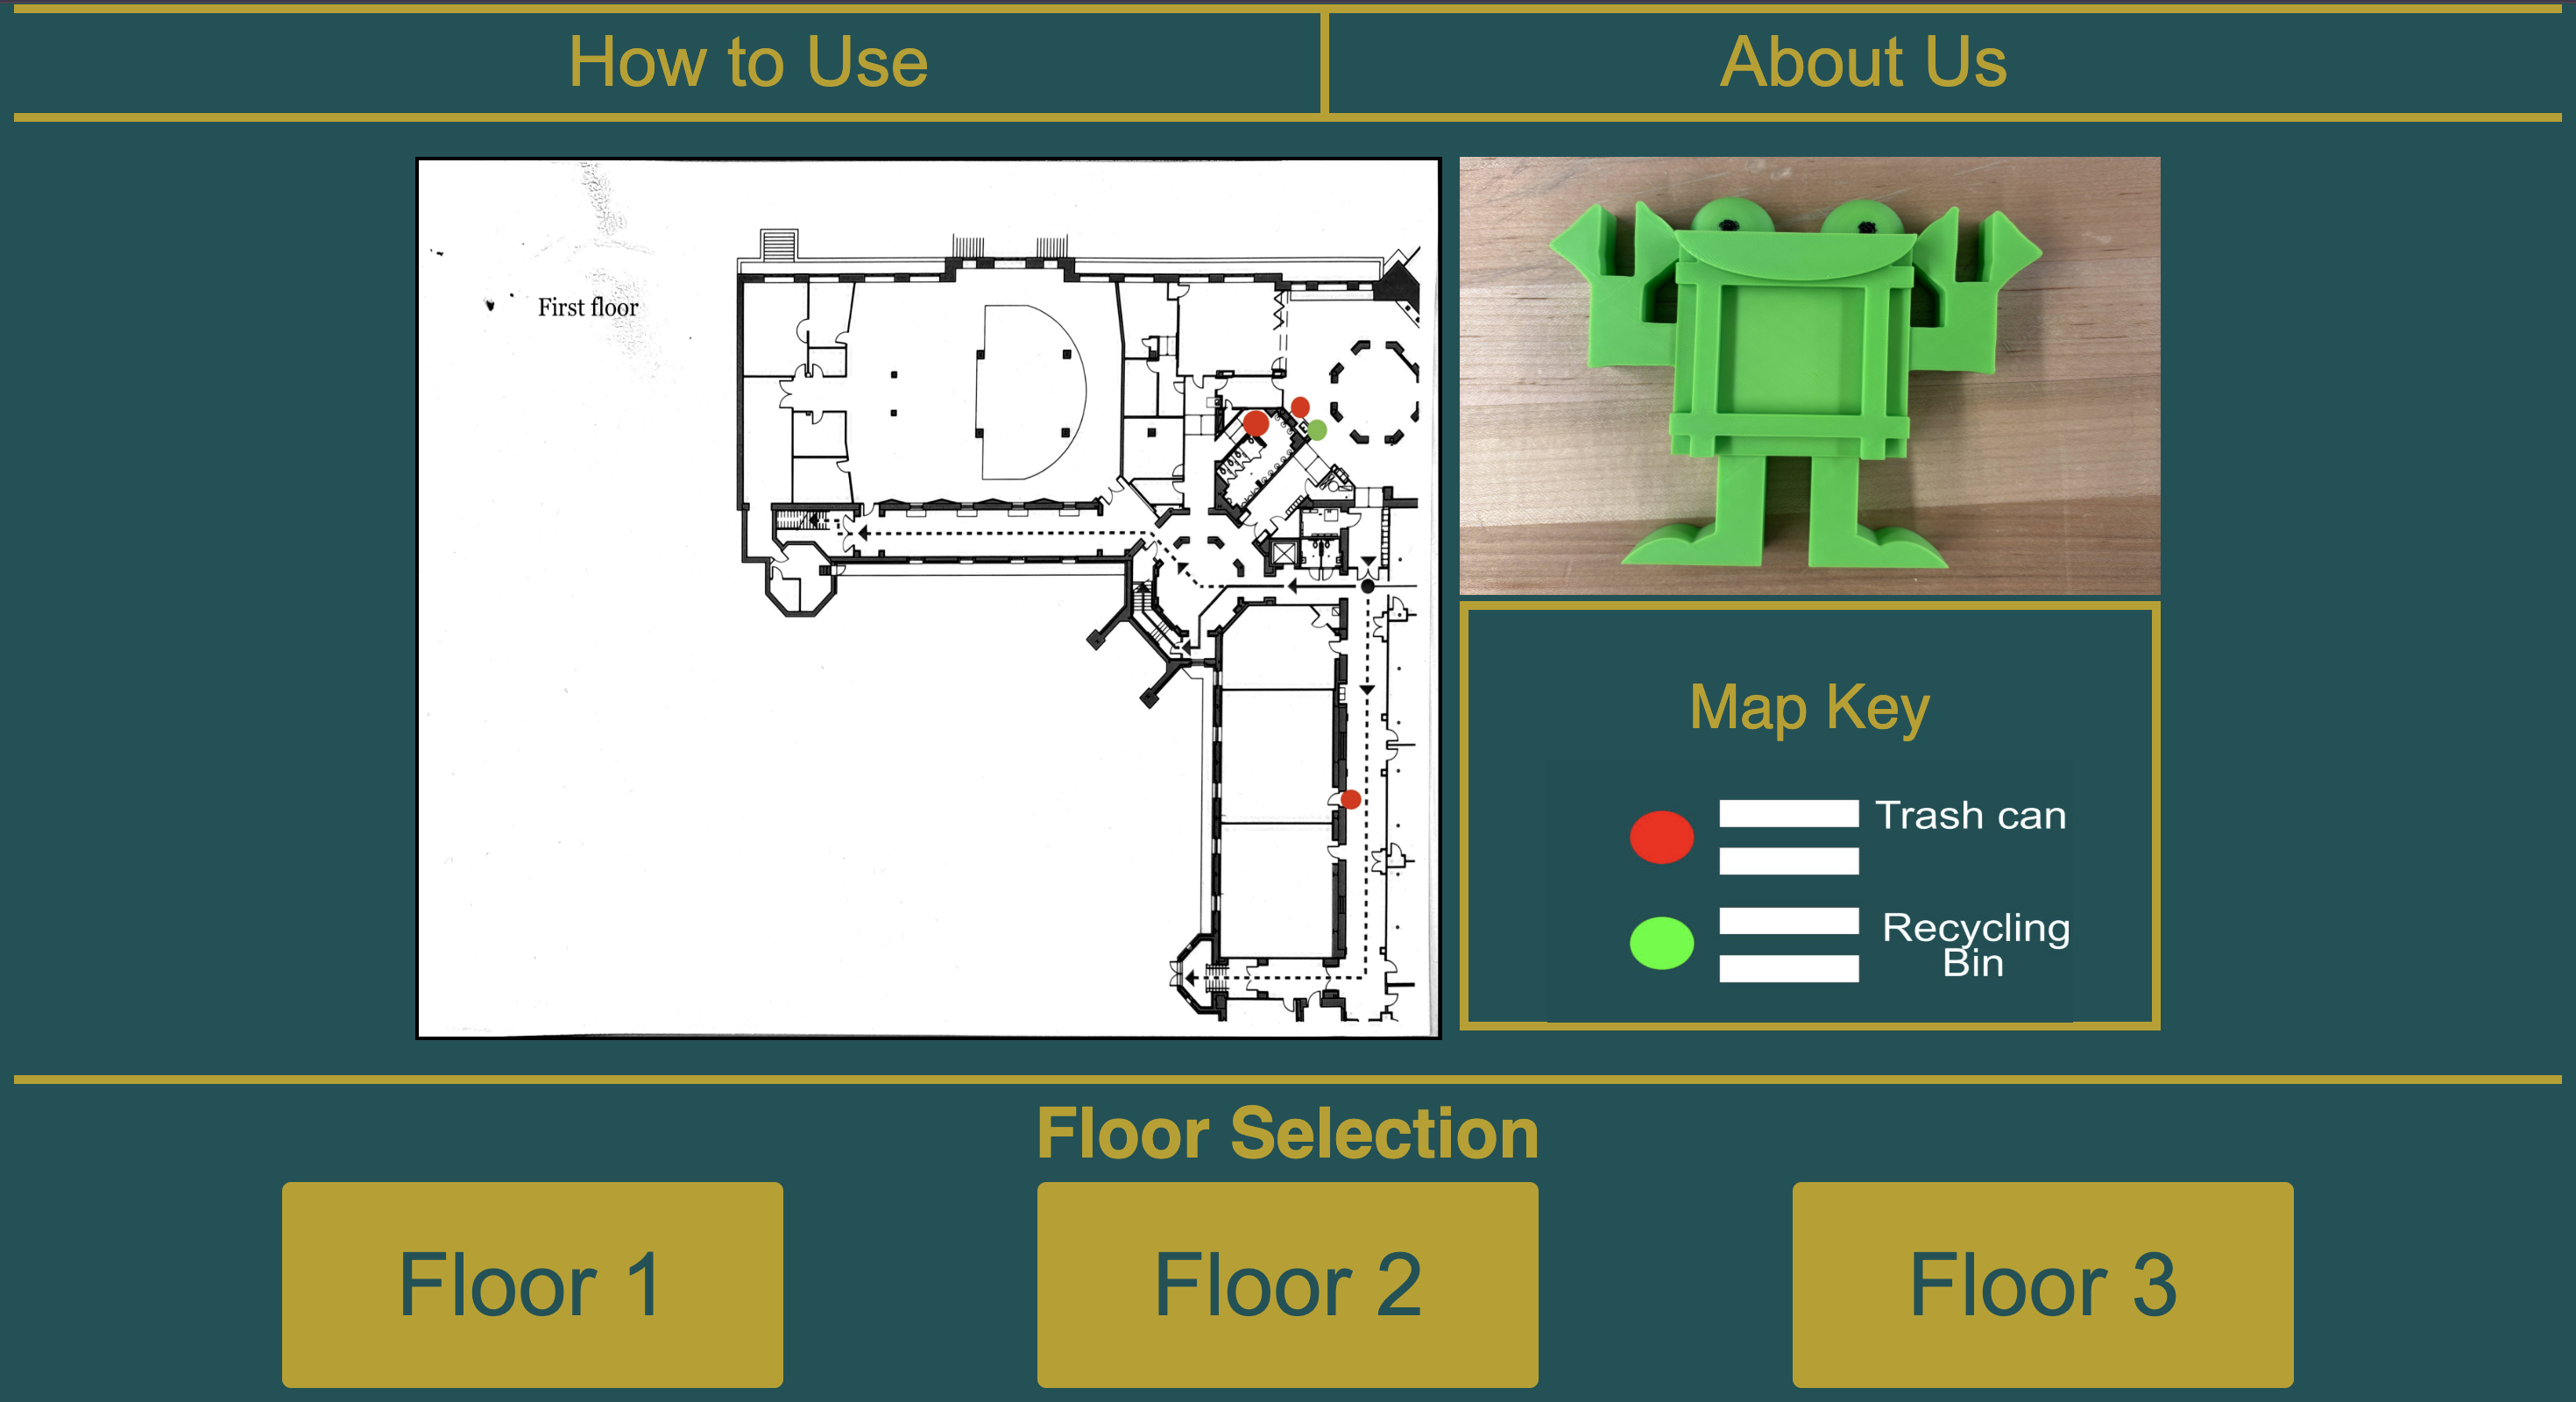 How to Use
About Us
First floor
Map Key
Trash can
Recycling
Bin
Floor Selection
Floor 1
Floor 2
Floor 3